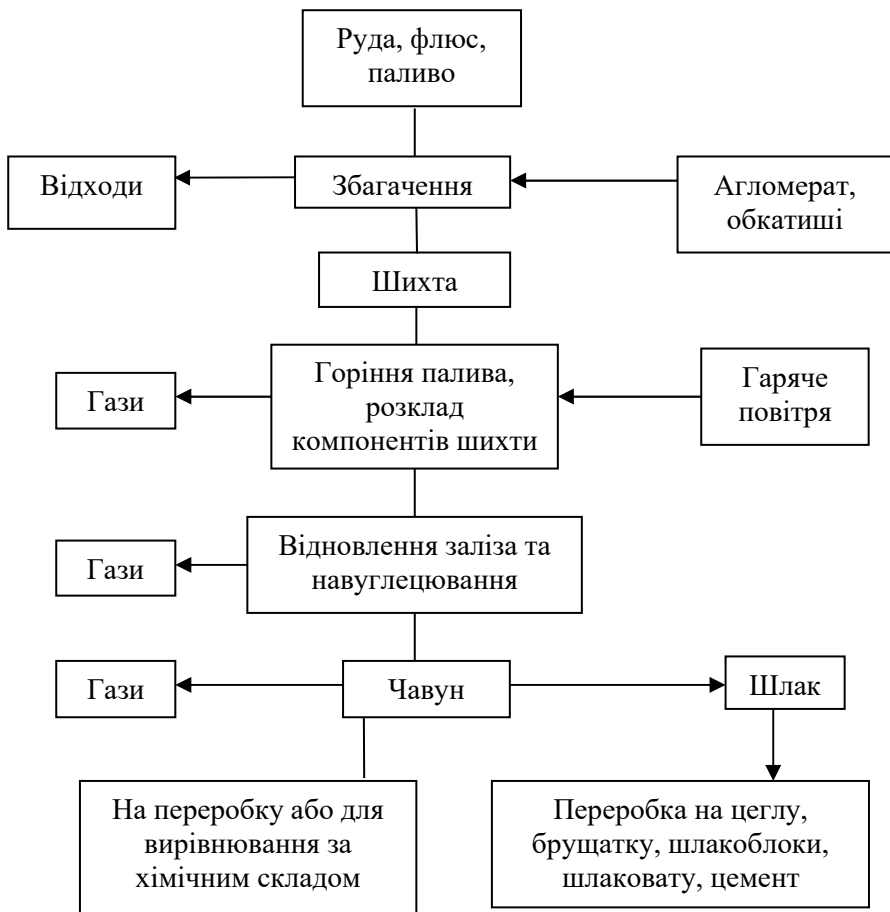 Руда, флюс,
паливо
Відходи
Збагачення
Агломерат,
обкатиші
Шихта
Гази
Горіння палива,
розклад
компонентів шихти
Гаряче
повітря
Гази
Відновлення заліза та
навуглецювання
Гази
Чавун
Шлак
На переробку або для
вирівнювання за
хімічним складом
Переробка на цеглу,
брущатку, шлакоблоки,
шлаковату, цемент